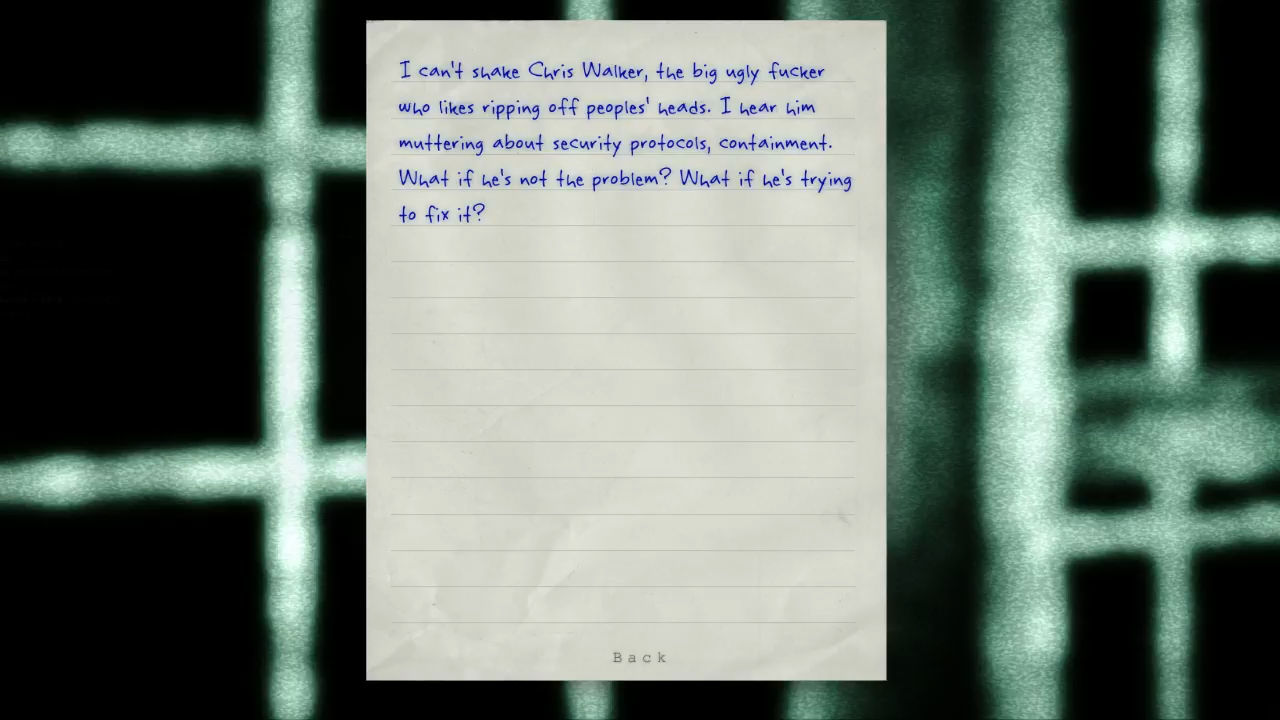 I can't shake Chris Walker, the big ugly fucker
who likes ripping off peoples' heads. I hear him
muttering about security protocols, containment.
What if he's not the problem? What if he's trying
to fix it?
Back